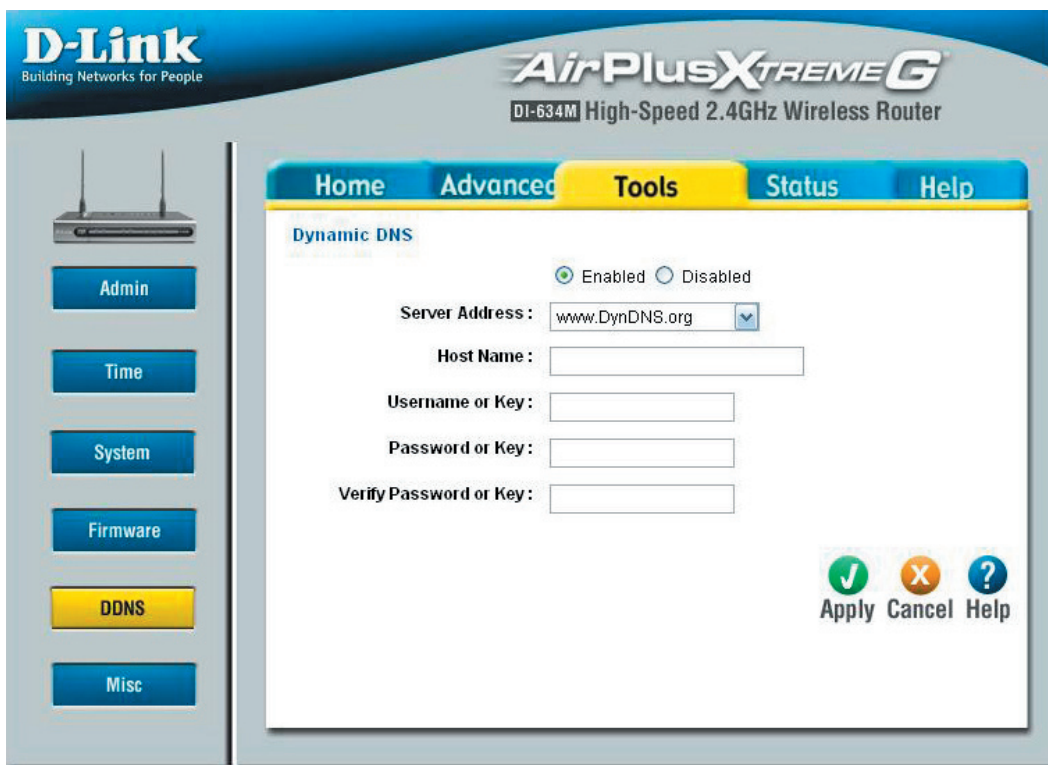 D-Link
Building Networks for People
AirPlusXTREMEG
DI-634M High-Speed 2.4GHz Wireless Router
Home Advanced Tools Status Help
Admin
Time
System
Firmware
DDNS
Misc
Dynamic DNS
Enabled Disabled
Server Address : www.DynDNS.org
Host Name :
Username or Key :
Password or Key :
Verify Password or Key :
Apply Cancel Help